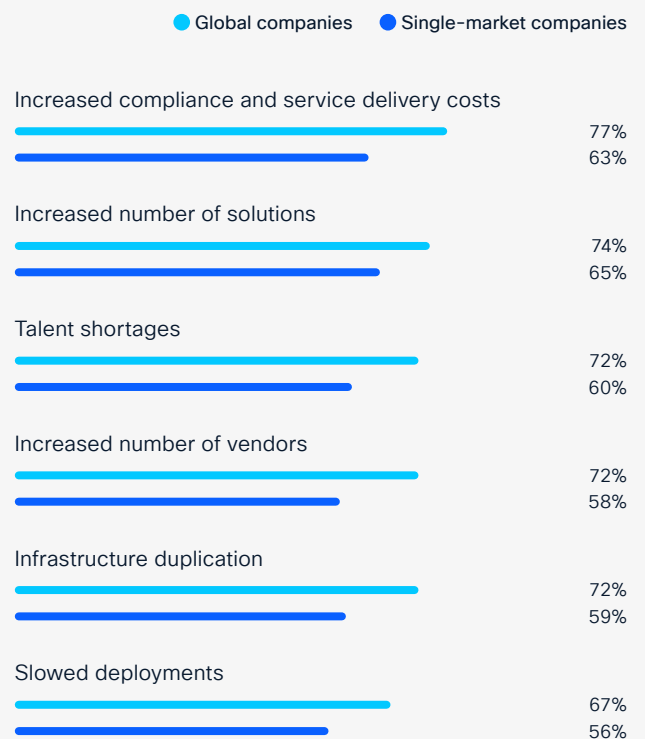 Global companies Single-market companies
Increased compliance and service delivery costs
77%
63%
Increased number of solutions
74%
65%
Talent shortages
72%
60%
Increased number of vendors
72%
58%
Infrastructure duplication
72%
59%
Slowed deployments
67%
56%